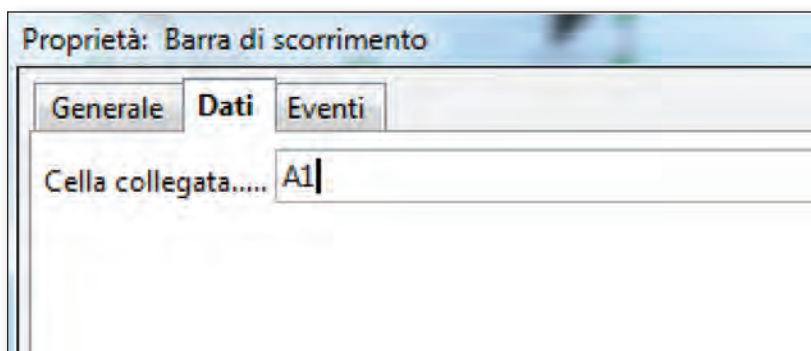 Proprietà: Barra di scorrimento
Generale Dati Eventi
Cella collegata..... A1